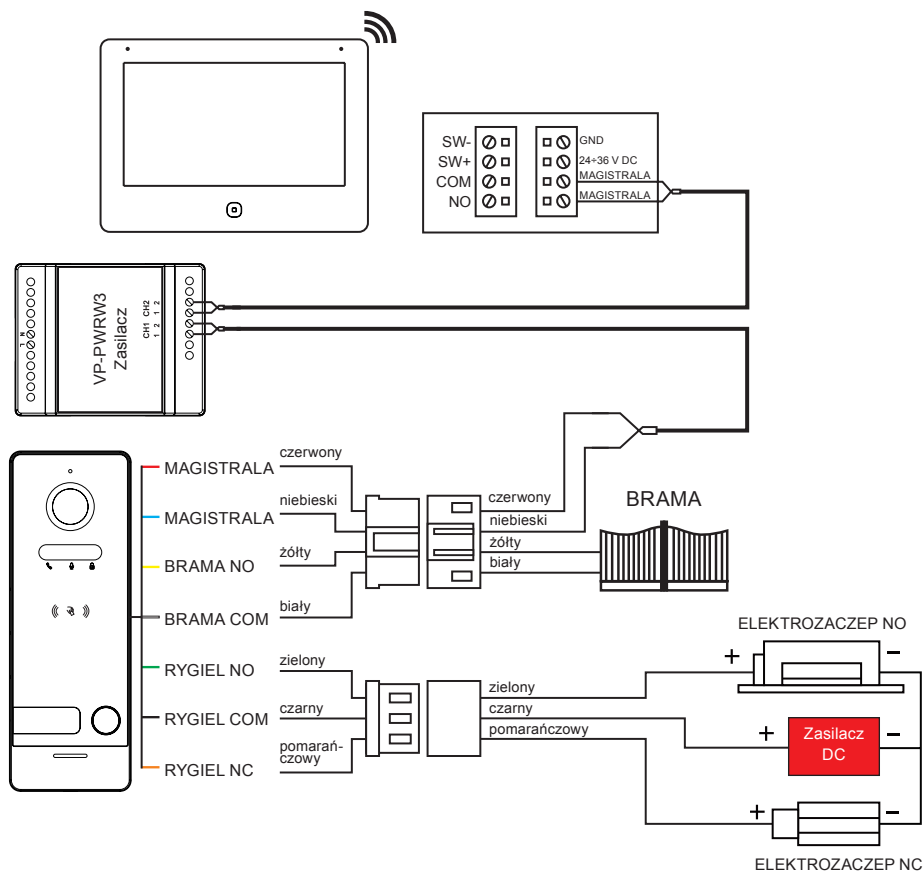 SW-
SW+
COM
NO
GND
24÷36 V DC
MAGISTRALA
MAGISTRALA
VP-PWRW3
Zasilacz
L N
CH1 CH2
1 2 1 2
MAGISTRALA
czerwony
MAGISTRALA
niebieski
BRAMA NO
żółty
BRAMA COM
biały
RYGIEL NO
zielony
RYGIEL COM
czarny
RYGIEL NC
pomarań-
czowy
czerwony
niebieski
żółty
biały
BRAMA
zielony
czarny
pomarańczowy
ELEKTROZACZEP NO
+ -
+ Zasilacz -
DC
+ -
ELEKTROZACZEP NC